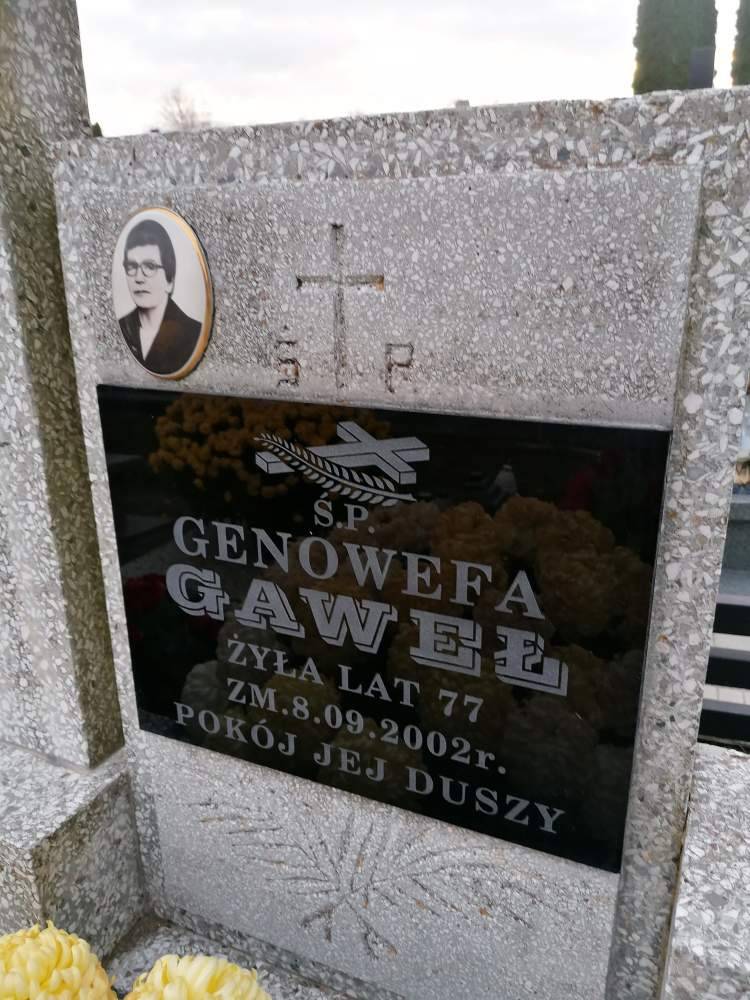 Ś P
Ś.P.
GENOWEFA
GAWEŁ
ŻYŁA LAT 77
ZM.8.09.2002r.
POKÓJ JEJ DUSZY